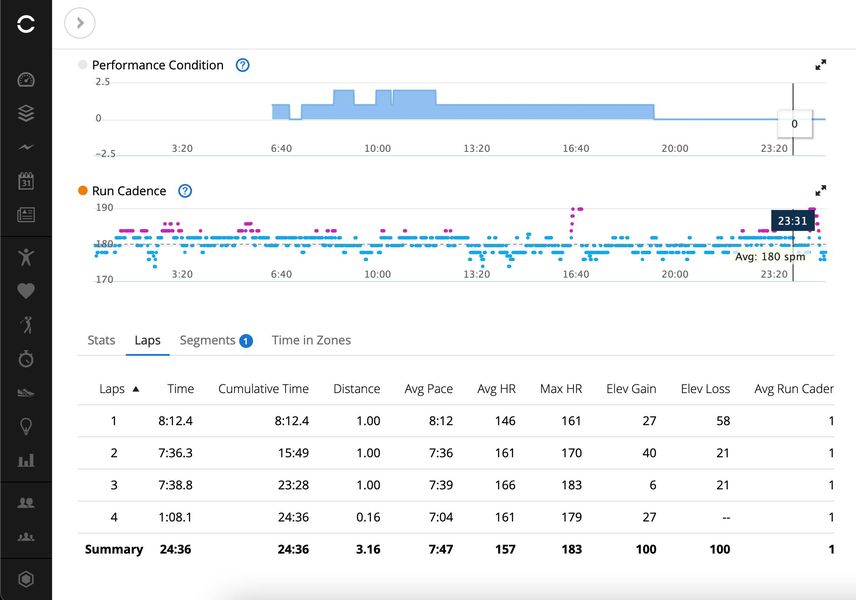 Performance Condition ?
2.5
0
0
-2.5
3:20 6:40 10:00 13:20 16:40 20:00 23:20
Run Cadence ?
190
23:31
180
Avg: 180 spm
170
3:20 6:40 10:00 13:20 16:40 20:00 23:20
31
Stats Laps Segments 1 Time in Zones
Laps ▲ Time Cumulative Time Distance Avg Pace Avg HR Max HR Elev Gain Elev Loss Avg Run Caden
1 8:12.4 8:12.4 1.00 8:12 146 161 27 58 1
2 7:36.3 15:49 1.00 7:36 161 170 40 21 1
3 7:38.8 23:28 1.00 7:39 166 183 6 21 1
4 1:08.1 24:36 0.16 7:04 161 179 27 -- 1
Summary 24:36 24:36 3.16 7:47 157 183 100 100 1